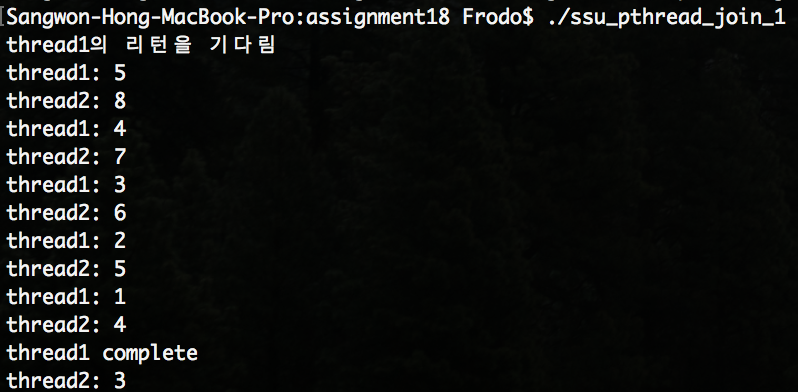 [Sangwon-Hong-MacBook-Pro:assignment18 Frodo$ ./ssu_pthread_join_1
thread1의 리턴을 기다림
thread1: 5
thread2: 8
thread1: 4
thread2: 7
thread1: 3
thread2: 6
thread1: 2
thread2: 5
thread1: 1
thread2: 4
thread1 complete
thread2: 3